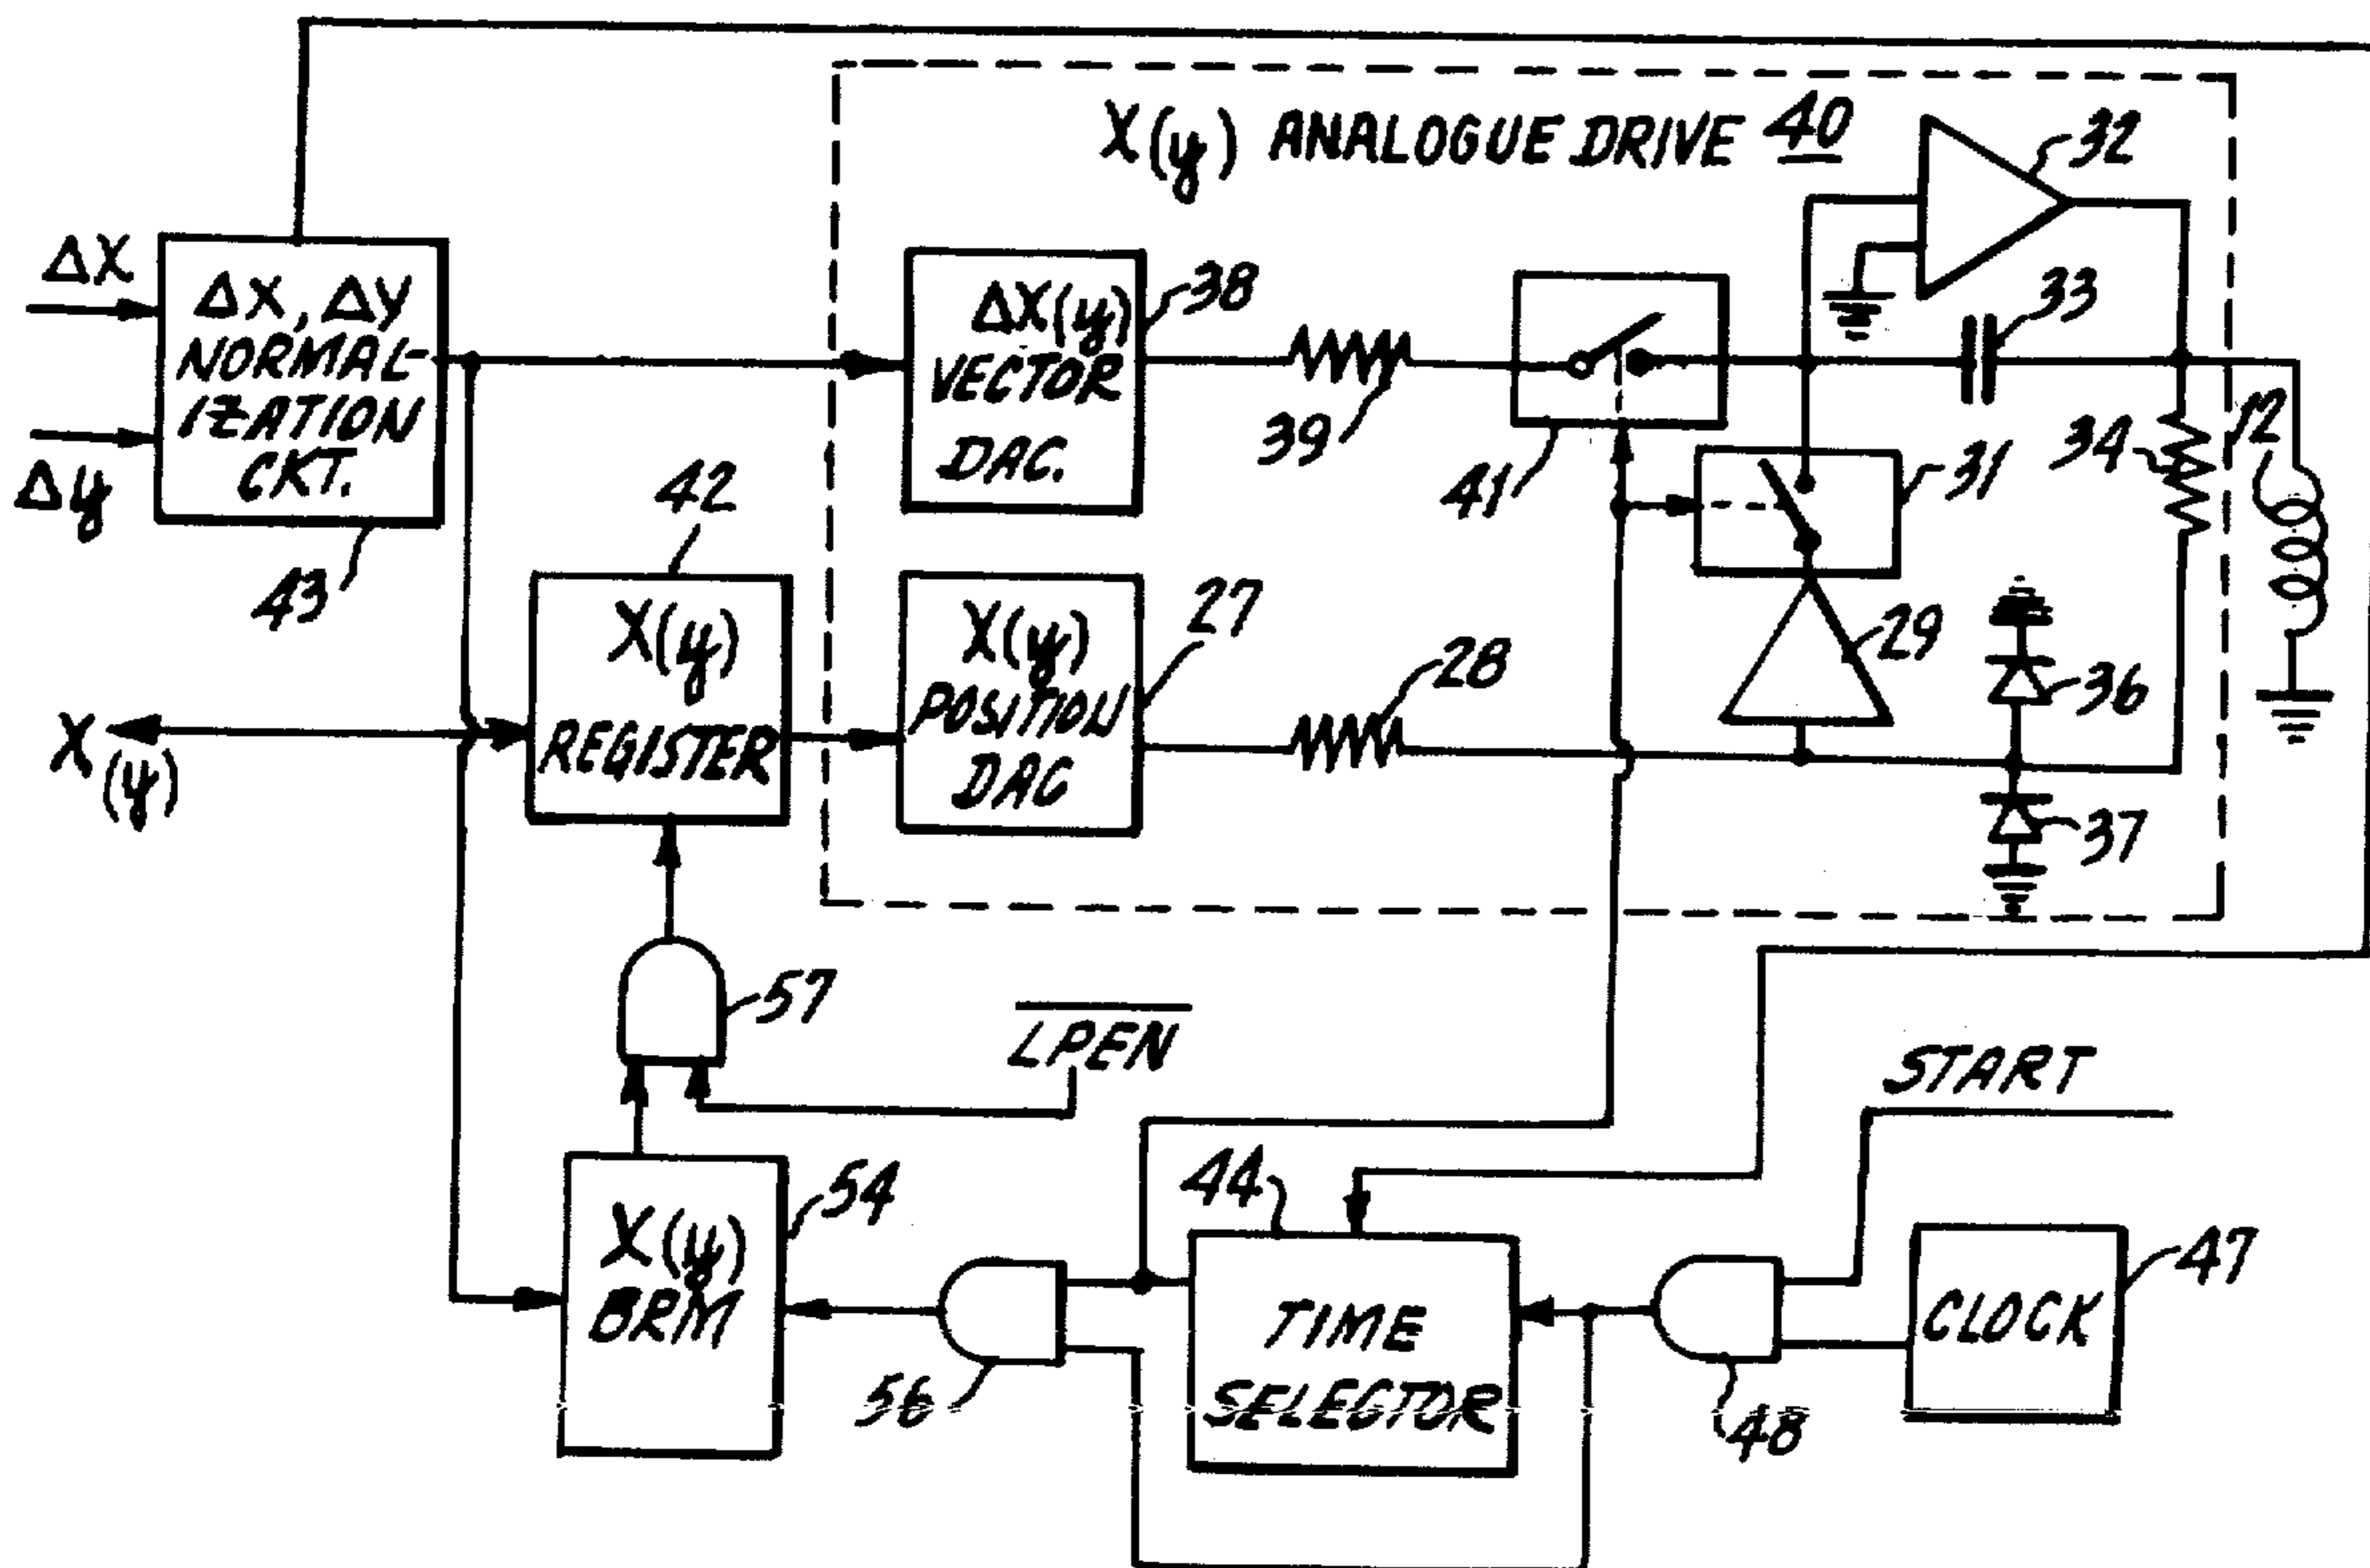 X(y) ANALOGUE DRIVE 40
32
ΔX
ΔX, ΔY
NORMAL-
IZATION
CKT.
Δy
43
ΔX(y)
VECTOR
DAC.
38
39
41
33
31
34
12
42
X(y)
REGISTER
X
(y)
X(y)
POSITION
DAC
27
28
29
36
37
57
LPEN
START
X(y)
BRM
54
56
44
TIME
SELECTOR
48
CLOCK
47